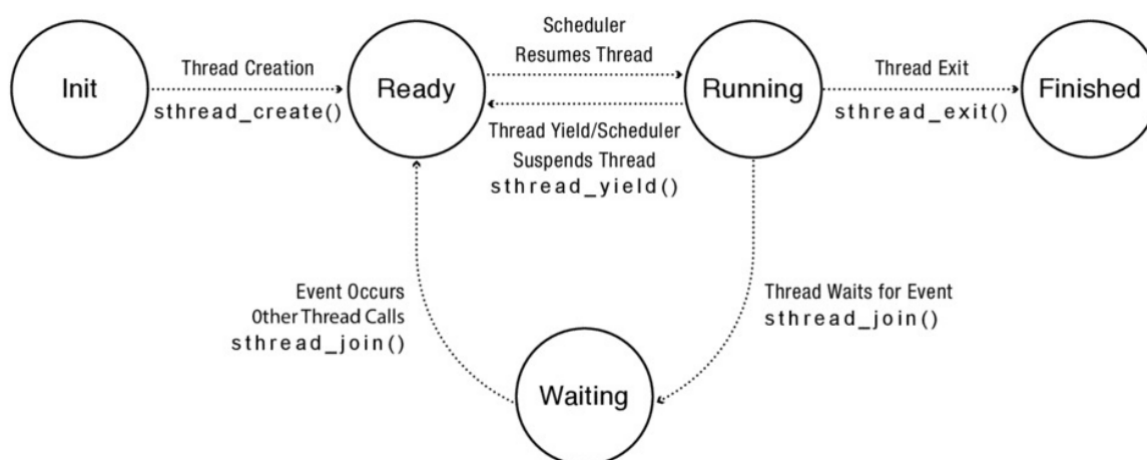 Init
Thread Creation
sthread_create()
Ready
Scheduler
Resumes Thread
Thread Yield/Scheduler
Suspends Thread
sthread_yield()
Running
Thread Exit
sthread_exit()
Finished
Event Occurs
Other Thread Calls
sthread_join()
Thread Waits for Event
sthread_join()
Waiting